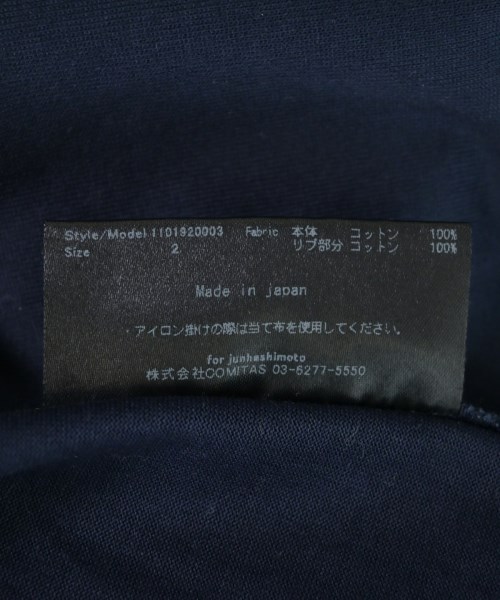 Style/Model 1101920003 Fabric 本体 コットン 100%
Size 2 リブ部分 コットン 100%
Made in japan
・アイロン掛けの際は当て布を使用してください。
for junhashimoto
株式会社COMITAS 03-6277-5550